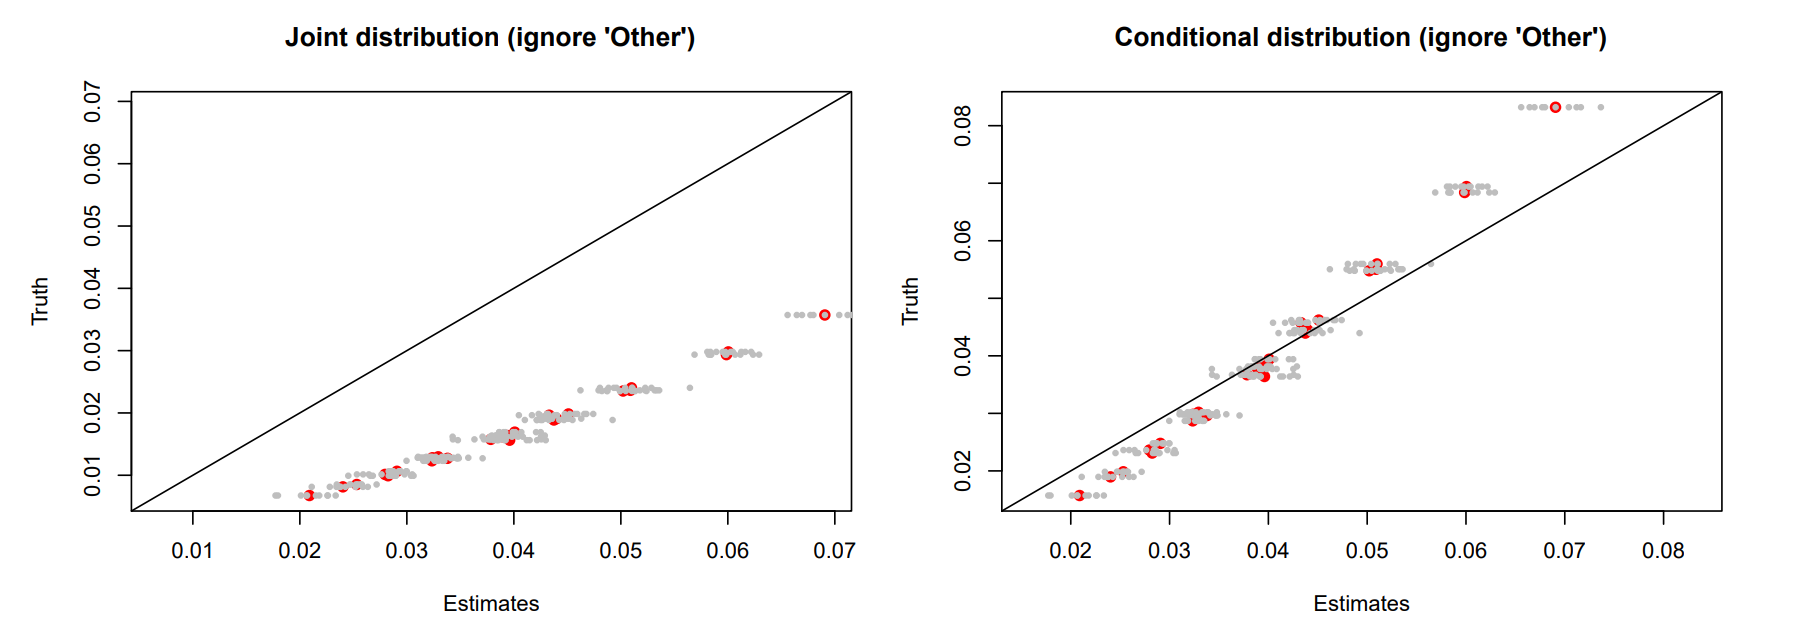 Joint distribution (ignore 'Other')
Truth
0.07
0.06
0.05
0.04
0.03
0.02
0.01
0.01 0.02 0.03 0.04 0.05 0.06 0.07
Estimates
Conditional distribution (ignore 'Other')
Truth
0.08
0.06
0.04
0.02
0.02 0.03 0.04 0.05 0.06 0.07 0.08
Estimates